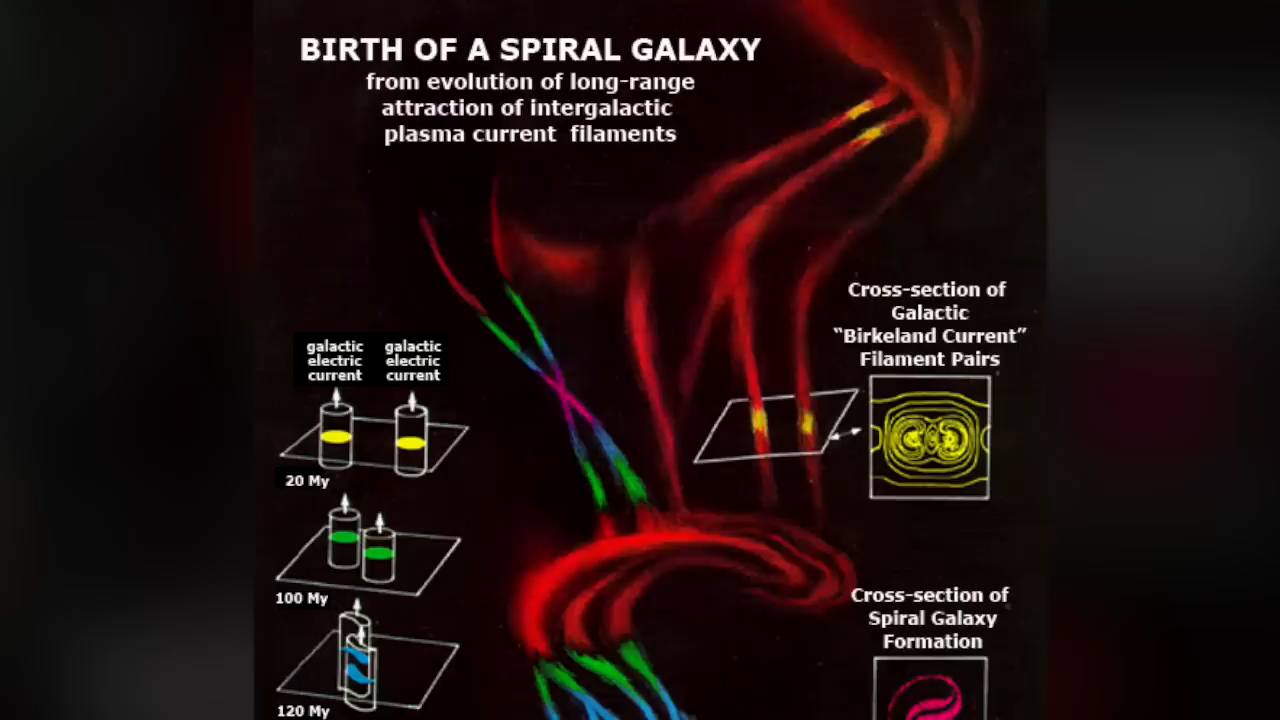 BIRTH OF A SPIRAL GALAXY
from evolution of long-range
attraction of intergalactic
plasma current filaments
Cross-section of
Galactic
“Birkeland Current”
Filament Pairs
galactic
electric
current
galactic
electric
current
20 My
100 My
120 My
Cross-section of
Spiral Galaxy
Formation